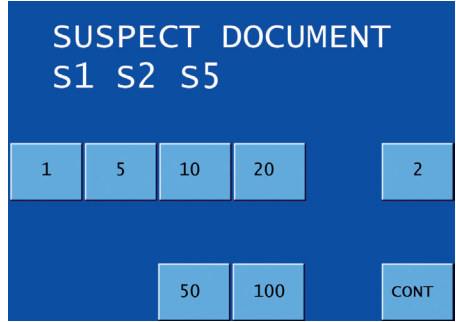 SUSPECT DOCUMENT
S1 S2 S5
1 5 10 20 2
50 100 CONT